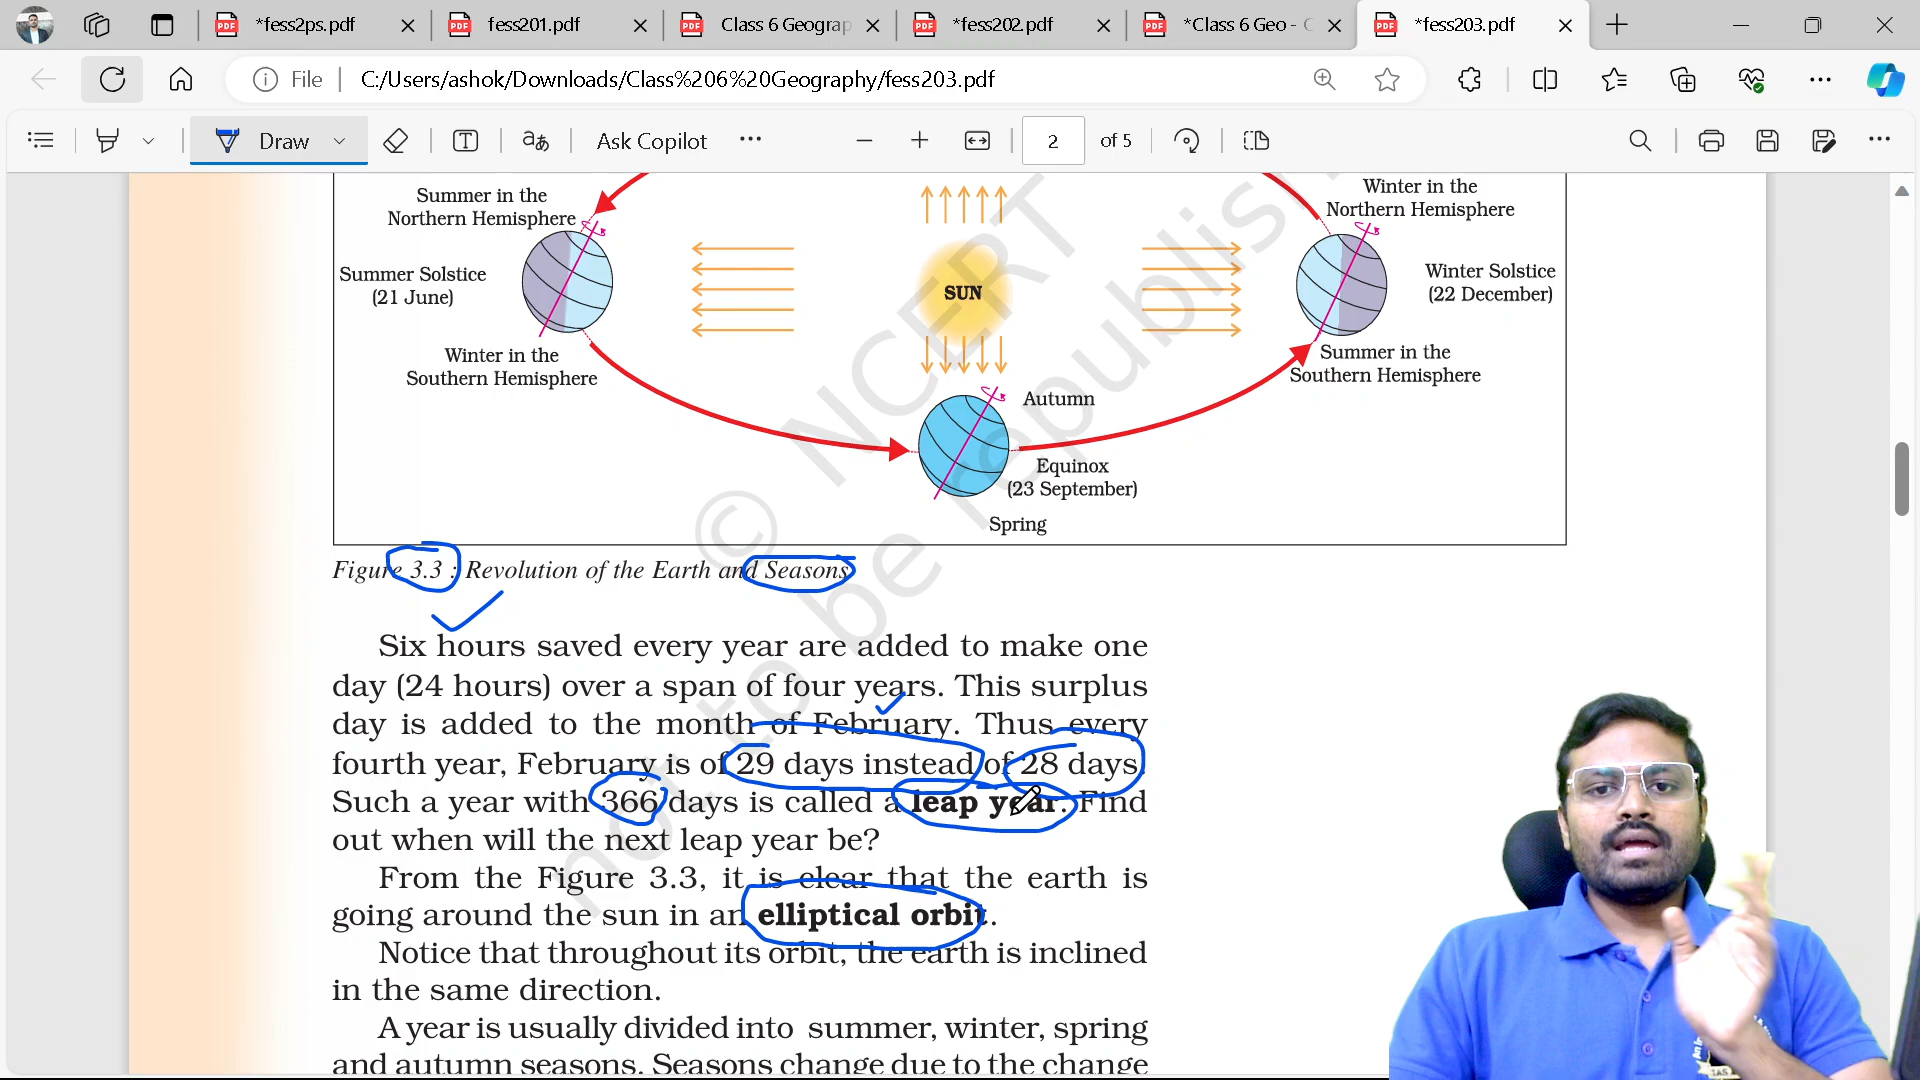 *fess2ps.pdf
fess201.pdf
Class 6 Geograp
*fess202.pdf
*Class 6 Geo - C
*fess203.pdf
File
C:/Users/ashok/Downloads/Class%206%20Geography/fess203.pdf
Draw
Ask Copilot
2 of 5
Summer in the
Northern Hemisphere
Winter in the
Northern Hemisphere
Summer Solstice
(21 June)
SUN
Winter Solstice
(22 December)
Winter in the
Southern Hemisphere
Summer in the
Southern Hemisphere
Autumn
Equinox
(23 September)
Spring
© NCERT
not to be republis
Figure 3.3 : Revolution of the Earth and Seasons
Six hours saved every year are added to make one
day (24 hours) over a span of four years. This surplus
day is added to the month of February. Thus every
fourth year, February is of 29 days instead of 28 days.
Such a year with 366 days is called a leap year. Find
out when will the next leap year be?
From the Figure 3.3, it is clear that the earth is
going around the sun in an elliptical orbit.
Notice that throughout its orbit, the earth is inclined
in the same direction.
A year is usually divided into summer, winter, spring
and autumn seasons. Seasons change due to the change
IAS